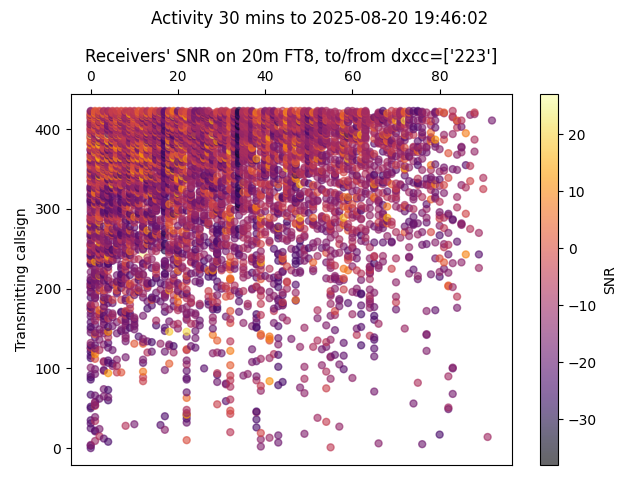 Activity 30 mins to 2025-08-20 19:46:02
Receivers' SNR on 20m FT8, to/from dxcc=['223']
0 20 40 60 80
400
300
200
100
0
Transmitting callsign
20
10
0
−10
−20
−30
SNR